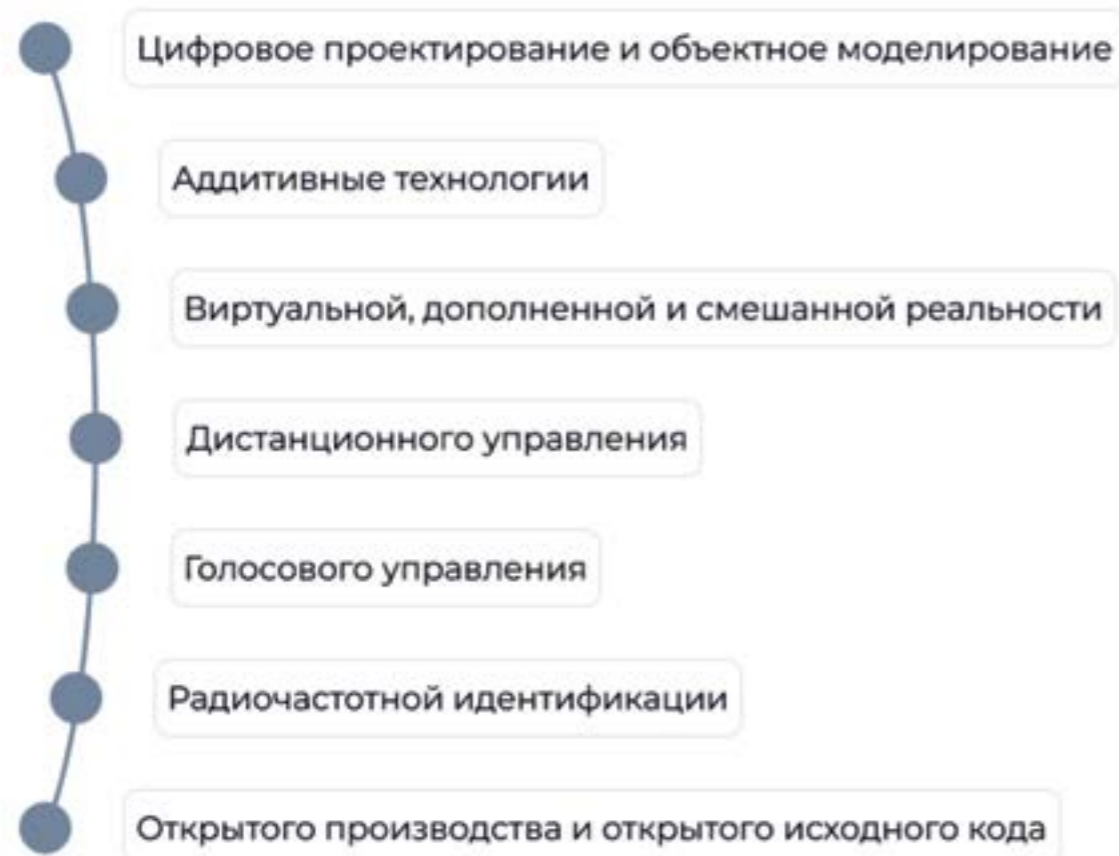 Цифровое проектирование и объектное моделирование
Аддитивные технологии
Виртуальной, дополненной и смешанной реальности
Дистанционного управления
Голосового управления
Радиочастотной идентификации
Открытого производства и открытого исходного кода